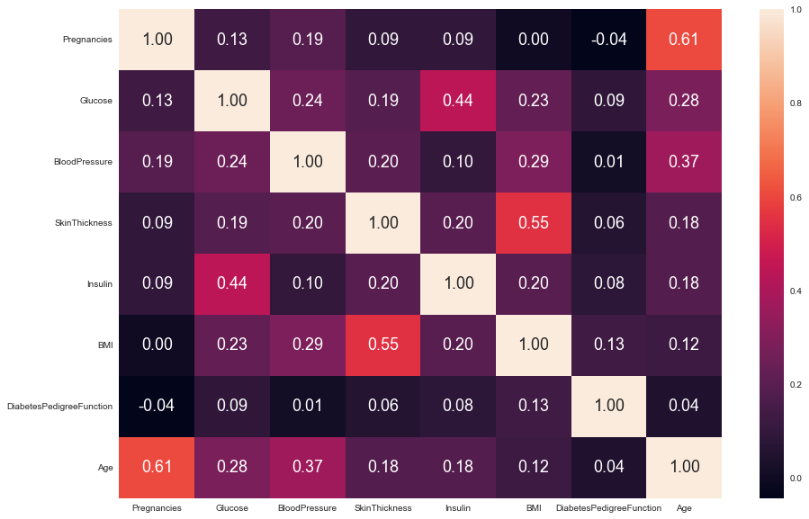 Pregnancies 1.00 0.13 0.19 0.09 0.09 0.00 -0.04 0.61
Glucose 0.13 1.00 0.24 0.19 0.44 0.23 0.09 0.28
BloodPressure 0.19 0.24 1.00 0.20 0.10 0.29 0.01 0.37
SkinThickness 0.09 0.19 0.20 1.00 0.20 0.55 0.06 0.18
Insulin 0.09 0.44 0.10 0.20 1.00 0.20 0.08 0.18
BMI 0.00 0.23 0.29 0.55 0.20 1.00 0.13 0.12
DiabetesPedigreeFunction -0.04 0.09 0.01 0.06 0.08 0.13 1.00 0.04
Age 0.61 0.28 0.37 0.18 0.18 0.12 0.04 1.00
Pregnancies Glucose BloodPressure SkinThickness Insulin BMI DiabetesPedigreeFunction Age
1.0
0.8
0.6
0.4
0.2
0.0